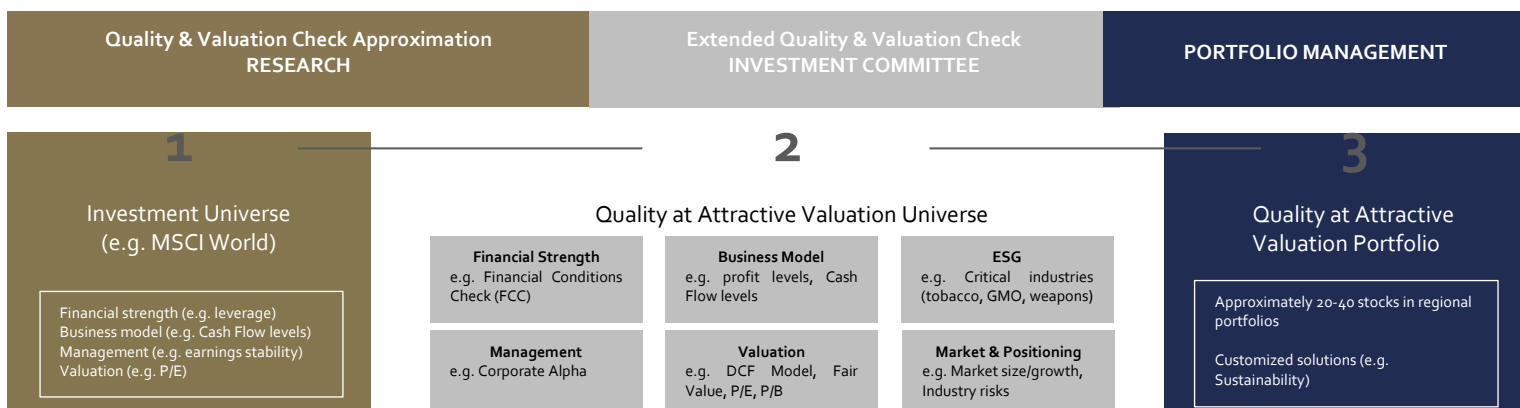 Quality & Valuation Check Approximation
RESEARCH
Extended Quality & Valuation Check
INVESTMENT COMMITTEE
PORTFOLIO MANAGEMENT
1
2
3
Investment Universe
(e.g. MSCI World)
Financial strength (e.g. leverage)
Business model (e.g. Cash Flow levels)
Management (e.g. earnings stability)
Valuation (e.g. P/E)
Quality at Attractive Valuation Universe
Financial Strength
e.g. Financial Conditions
Check (FCC)
Business Model
e.g. profit levels, Cash
Flow levels
ESG
e.g. Critical industries
(tobacco, GMO, weapons)
Management
e.g. Corporate Alpha
Valuation
e.g. DCF Model, Fair
Value, P/E, P/B
Market & Positioning
e.g. Market size/growth,
Industry risks
Quality at Attractive
Valuation Portfolio
Approximately 20-40 stocks in regional
portfolios
Customized solutions (e.g.
Sustainability)